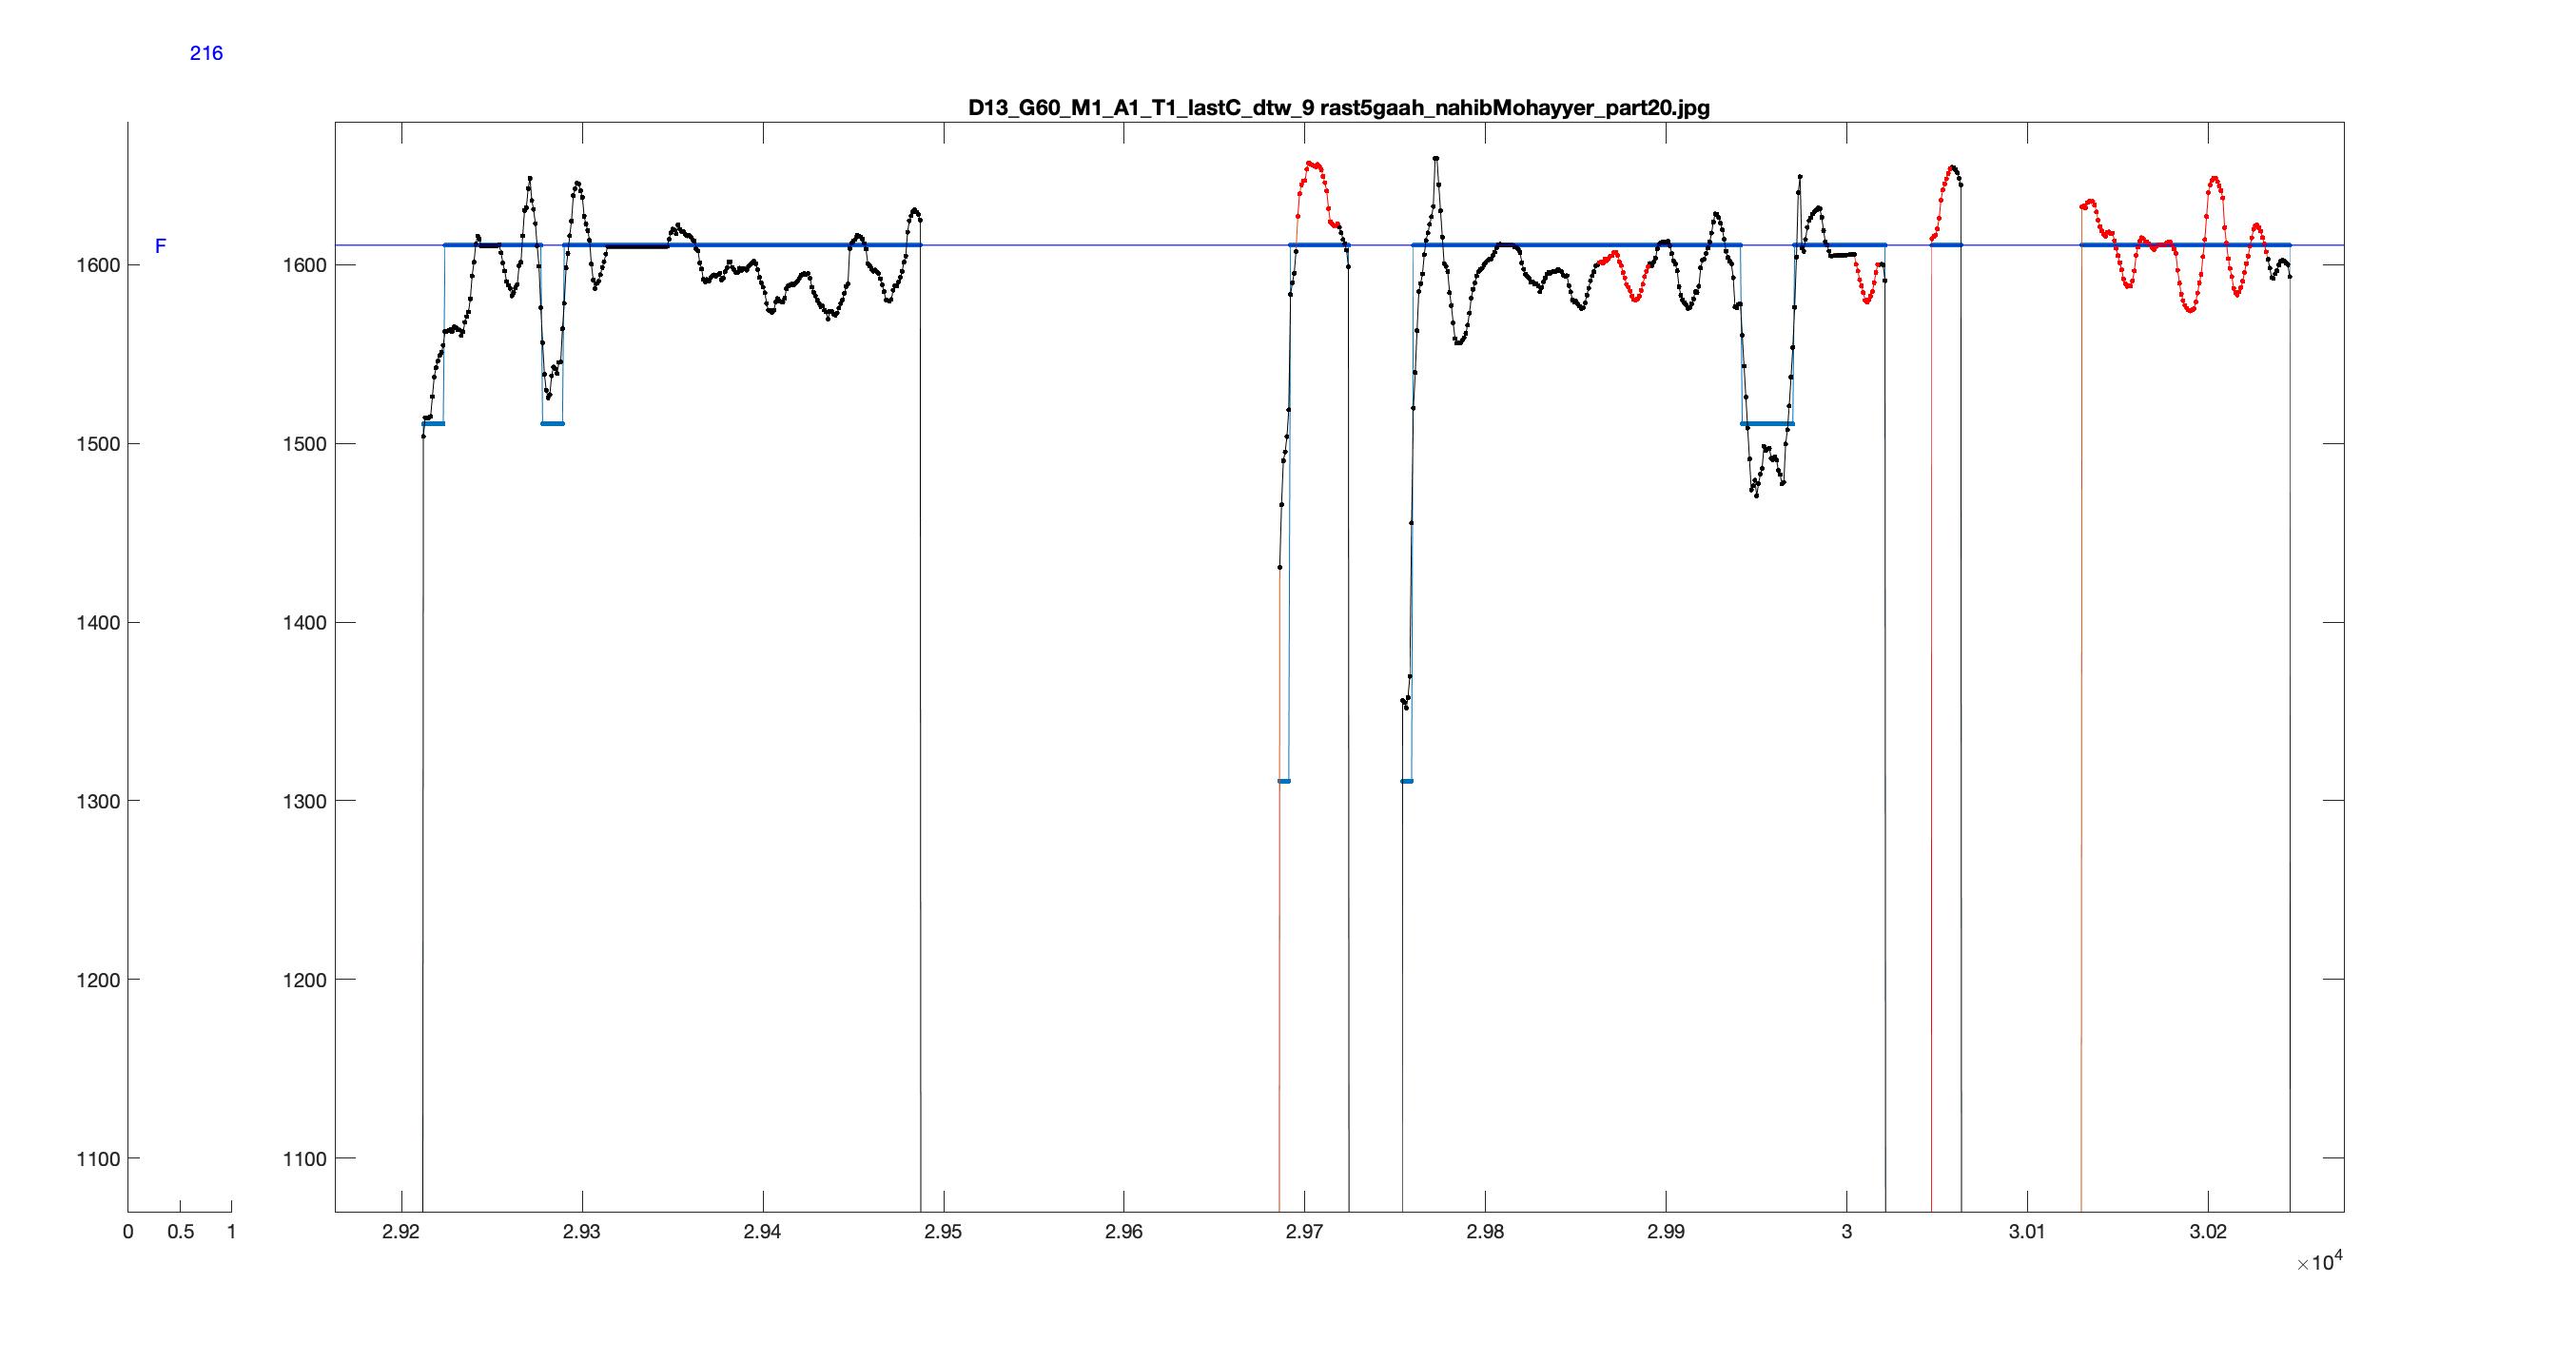 216
D13_G60_M1_A1_T1_lastC_dtw_9 rast5gaah_nahibMohayyer_part20.jpg
F
1600 1600
1500 1500
1400 1400
1300 1300
1200 1200
1100 1100
0 0.5 1 2.92 2.93 2.94 2.95 2.96 2.97 2.98 2.99 3 3.01 3.02
×10⁴